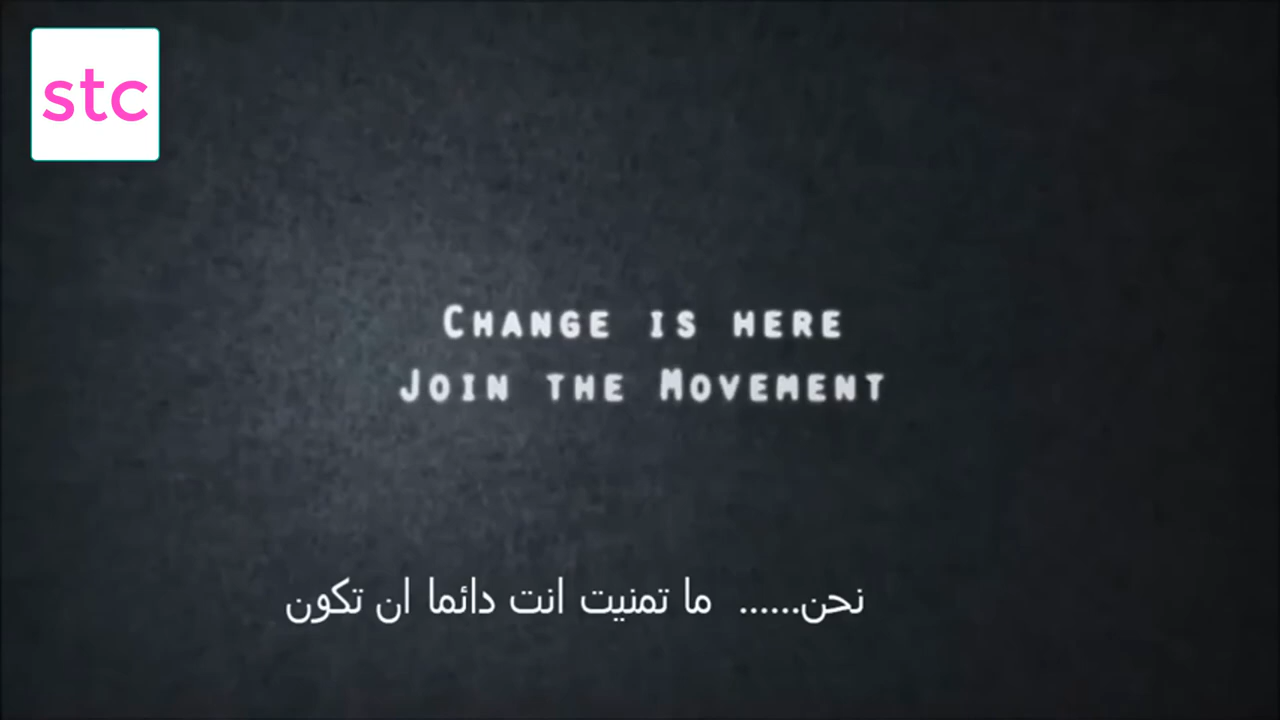 stc
CHANGE IS HERE
JOIN THE MOVEMENT
نحن...... ما تمنيت انت دائما ان تكون